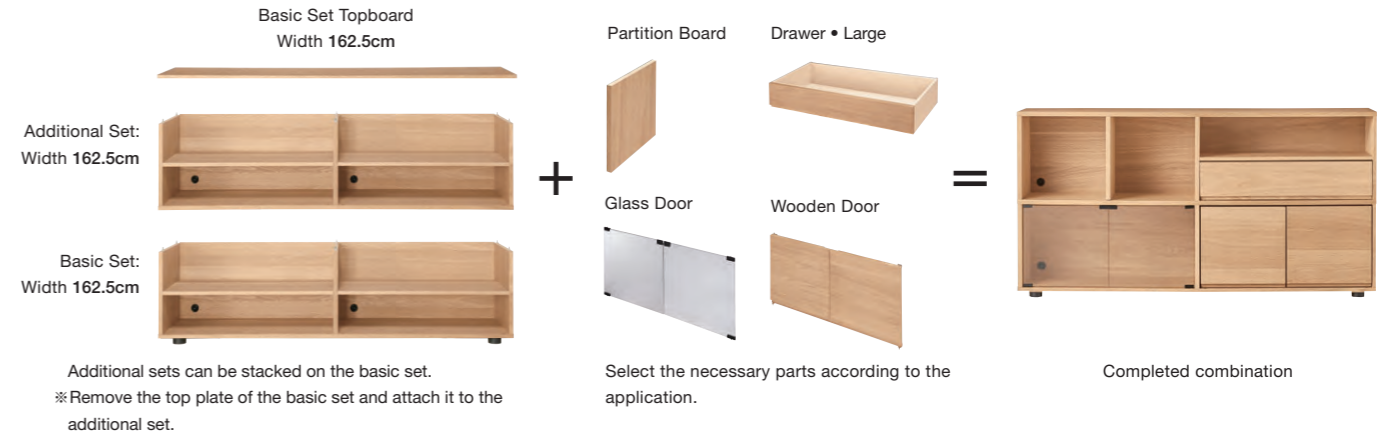 Basic Set Topboard
Width 162.5cm
Additional Set:
Width 162.5cm
Basic Set:
Width 162.5cm
Additional sets can be stacked on the basic set.
※Remove the top plate of the basic set and attach it to the
additional set.
+
Partition Board
Drawer • Large
Glass Door
Wooden Door
Select the necessary parts according to the
application.
=
Completed combination